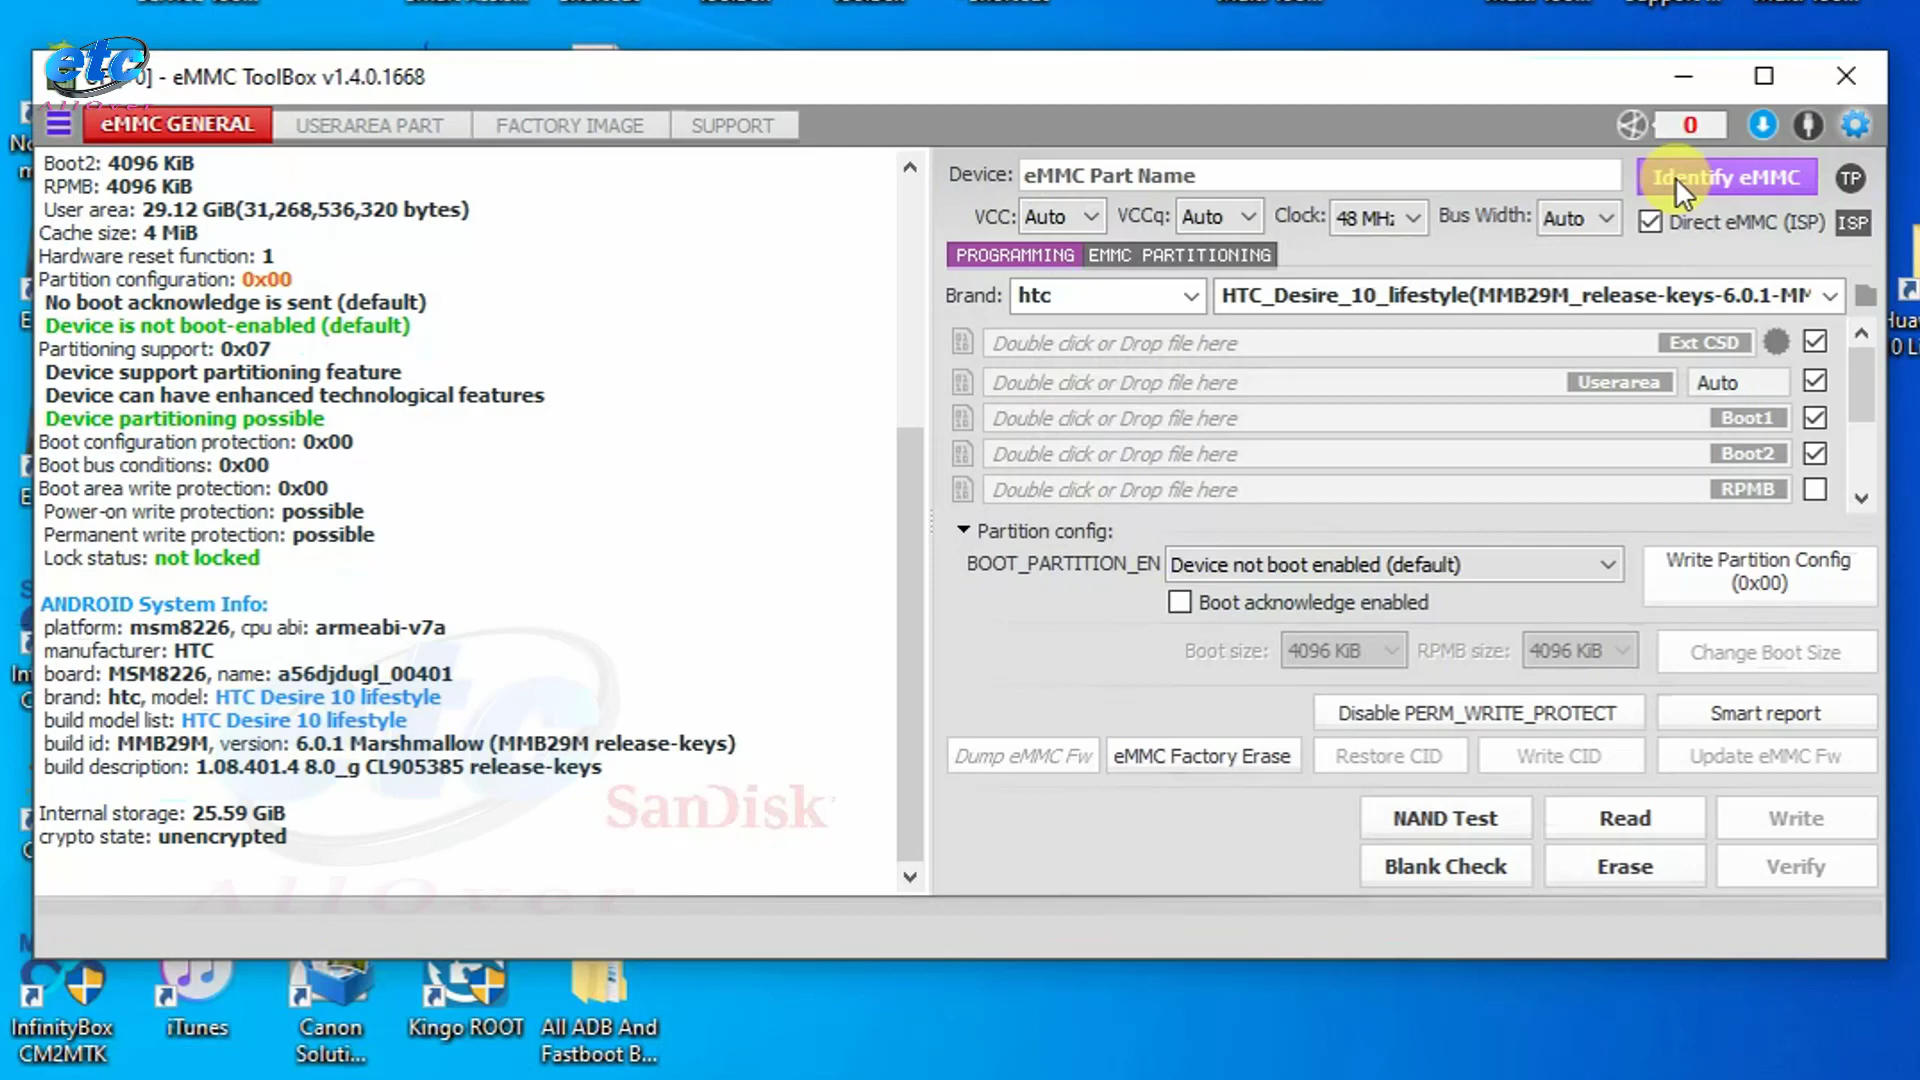 etc
AllOver
0] - eMMC ToolBox v1.4.0.1668
eMMC GENERAL
USERAREA PART
FACTORY IMAGE
SUPPORT
0
Boot2: 4096 KiB
RPMB: 4096 KiB
User area: 29.12 GiB(31,268,536,320 bytes)
Cache size: 4 MiB
Hardware reset function: 1
Partition configuration: 0x00
No boot acknowledge is sent (default)
Device is not boot-enabled (default)
Partitioning support: 0x07
Device support partitioning feature
Device can have enhanced technological features
Device partitioning possible
Boot configuration protection: 0x00
Boot bus conditions: 0x00
Boot area write protection: 0x00
Power-on write protection: possible
Permanent write protection: possible
Lock status: not locked
ANDROID System Info:
platform: msm8226, cpu abi: armeabi-v7a
manufacturer: HTC
board: MSM8226, name: a56djdugl_00401
brand: htc, model: HTC Desire 10 lifestyle
build model list: HTC Desire 10 lifestyle
build id: MMB29M, version: 6.0.1 Marshmallow (MMB29M release-keys)
build description: 1.08.401.4 8.0_g CL905385 release-keys
Internal storage: 25.59 GiB
crypto state: unencrypted
SanDisk
etc
AllOver
Device: eMMC Part Name
Identify eMMC
TP
VCC: Auto
VCCq: Auto
Clock: 48 MHz
Bus Width: Auto
Direct eMMC (ISP)
ISP
PROGRAMMING
EMMC PARTITIONING
Brand: htc
HTC_Desire_10_lifestyle(MMB29M_release-keys-6.0.1-MM
Double click or Drop file here
Ext CSD
Double click or Drop file here
Userarea
Auto
Double click or Drop file here
Boot1
Double click or Drop file here
Boot2
Double click or Drop file here
RPMB
Partition config:
BOOT_PARTITION_EN
Device not boot enabled (default)
Write Partition Config
(0x00)
Boot acknowledge enabled
Boot size: 4096 KiB
RPMB size: 4096 KiB
Change Boot Size
Disable PERM_WRITE_PROTECT
Smart report
Dump eMMC Fw
eMMC Factory Erase
Restore CID
Write CID
Update eMMC Fw
NAND Test
Read
Write
Blank Check
Erase
Verify
InfinityBox
CM2MTK
iTunes
Canon
Soluti...
Kingo ROOT
All ADB And
Fastboot B...